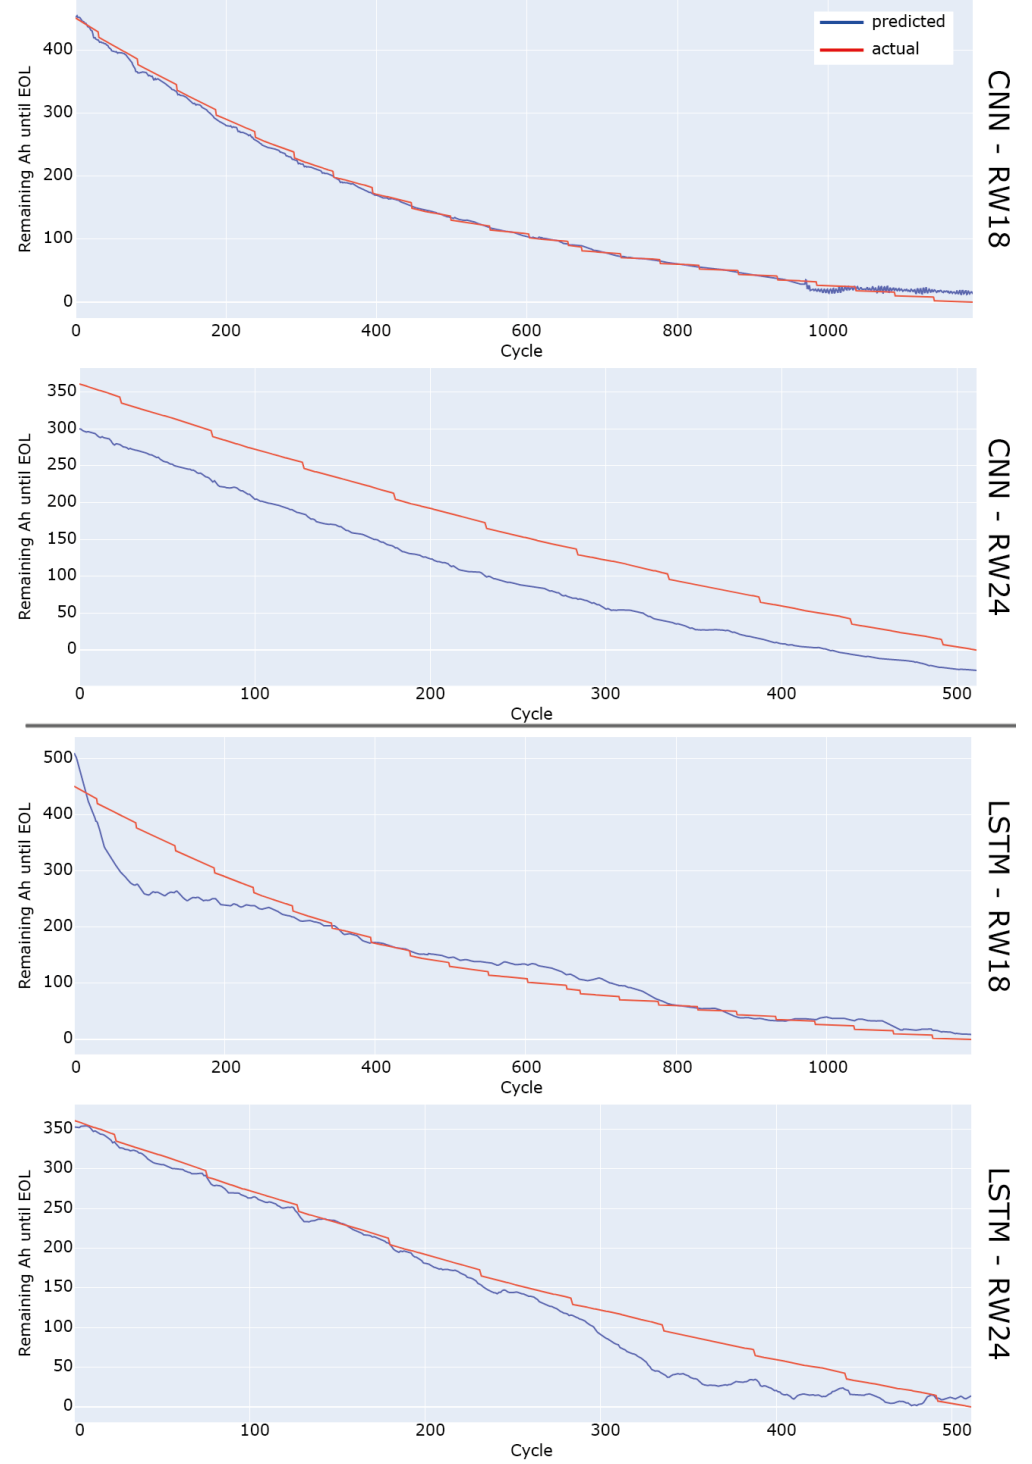 predicted
actual
400
300
200
100
0
Remaining Ah until EOL
0 200 400 600 800 1000
Cycle
CNN - RW18
350
300
250
200
150
100
50
0
Remaining Ah until EOL
0 100 200 300 400 500
Cycle
CNN - RW24
500
400
300
200
100
0
Remaining Ah until EOL
0 200 400 600 800 1000
Cycle
LSTM - RW18
350
300
250
200
150
100
50
0
Remaining Ah until EOL
0 100 200 300 400 500
Cycle
LSTM - RW24